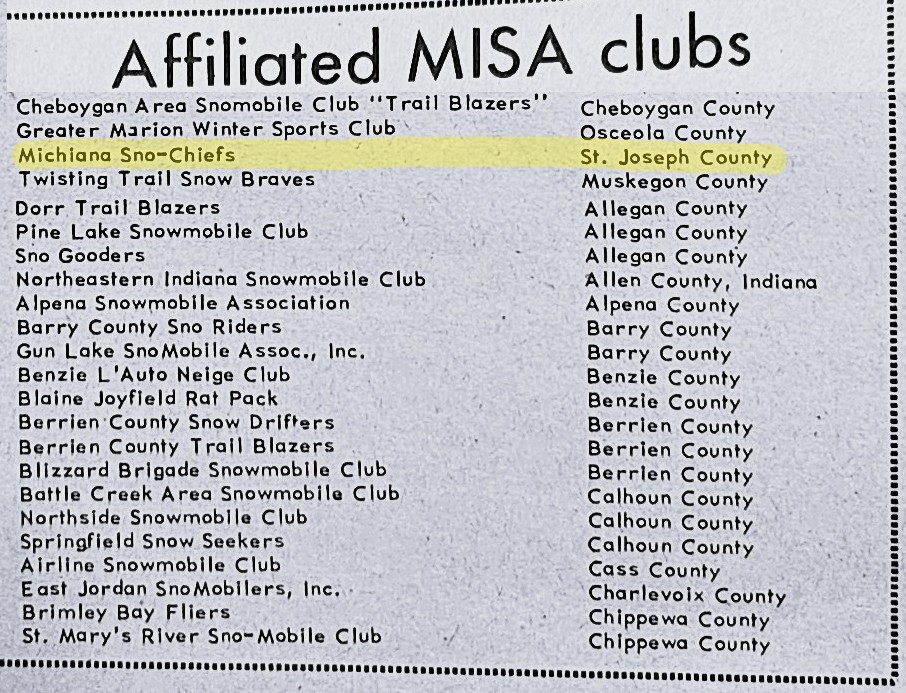 Affiliated MISA clubs
Cheboygan Area Snomobile Club "Trail Blazers" Cheboygan County
Greater Marion Winter Sports Club Osceola County
Michiana Sno-Chiefs St. Joseph County
Twisting Trail Snow Braves Muskegon County
Dorr Trail Blazers Allegan County
Pine Lake Snowmobile Club Allegan County
Sno Gooders Allegan County
Northeastern Indiana Snowmobile Club Allen County, Indiana
Alpena Snowmobile Association Alpena County
Barry County Sno Riders Barry County
Gun Lake SnoMobile Assoc., Inc. Barry County
Benzie L'Auto Neige Club Benzie County
Blaine Joyfield Rat Pack Benzie County
Berrien County Snow Drifters Berrien County
Berrien County Trail Blazers Berrien County
Blizzard Brigade Snowmobile Club Berrien County
Battle Creek Area Snowmobile Club Calhoun County
Northside Snowmobile Club Calhoun County
Springfield Snow Seekers Calhoun County
Airline Snowmobile Club Cass County
East Jordan SnoMobilers, Inc. Charlevoix County
Brimley Bay Fliers Chippewa County
St. Mary's River Sno-Mobile Club Chippewa County